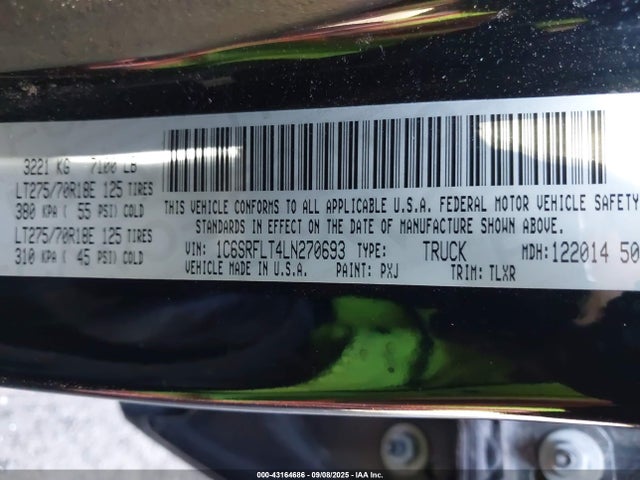 3221 KG 7100 LB
LT275/70R18E 125 TIRES
380 KPA ( 55 PSI) COLD
LT275/70R18E 125 TIRES
310 KPA ( 45 PSI) COLD
THIS VEHICLE CONFORMS TO ALL APPLICABLE U.S.A. FEDERAL MOTOR VEHICLE SAFETY
STANDARDS IN EFFECT ON THE DATE OF MANUFACTURE SHOWN ABOVE.
VIN: 1C6SRFLT4LN270693 TYPE: TRUCK MDH: 122014 50
VEHICLE MADE IN U.S.A. PAINT: PXJ TRIM: TLXR
000-43164686 | 09/08/2025 | IAA Inc.